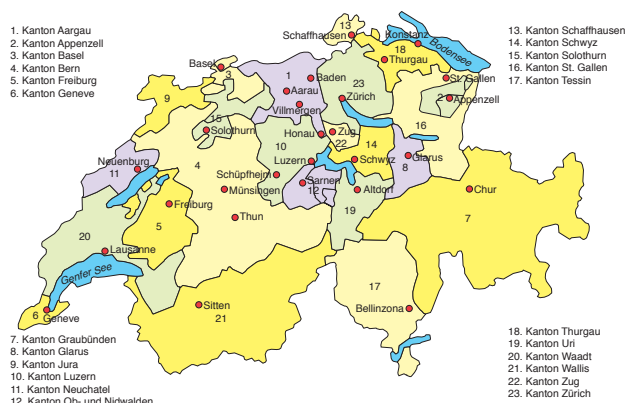 1. Kanton Aargau
2. Kanton Appenzell
3. Kanton Basel
4. Kanton Bern
5. Kanton Freiburg
6. Kanton Geneve
13. Kanton Schaffhausen
14. Kanton Schwyz
15. Kanton Solothorn
16. Kanton St. Gallen
17. Kanton Tessin
13
Schaffhausen
Konstanz
Bodensee
18
Thurgau
Basel
3
1
Baden
Aarau
Villmergen
23
Zürich
St. Gallen
2
Appenzell
9
15
Solothurn
10
Honau
Zug
22
16
Neuenburg
11
4
Schüpfheim
Münsingen
Luzern
14
Schwyz
Glarus
8
Sarnen
12
Altdorf
19
Chur
7
Freiburg
5
Thun
20
Lausanne
Genfer See
6
Geneve
Sitten
21
17
Bellinzona
7. Kanton Graubünden
8. Kanton Glarus
9. Kanton Jura
10. Kanton Luzern
11. Kanton Neuchatel
12. Kanton Ob- und Nidwalden
18. Kanton Thurgau
19. Kanton Uri
20. Kanton Waadt
21. Kanton Wallis
22. Kanton Zug
23. Kanton Zürich